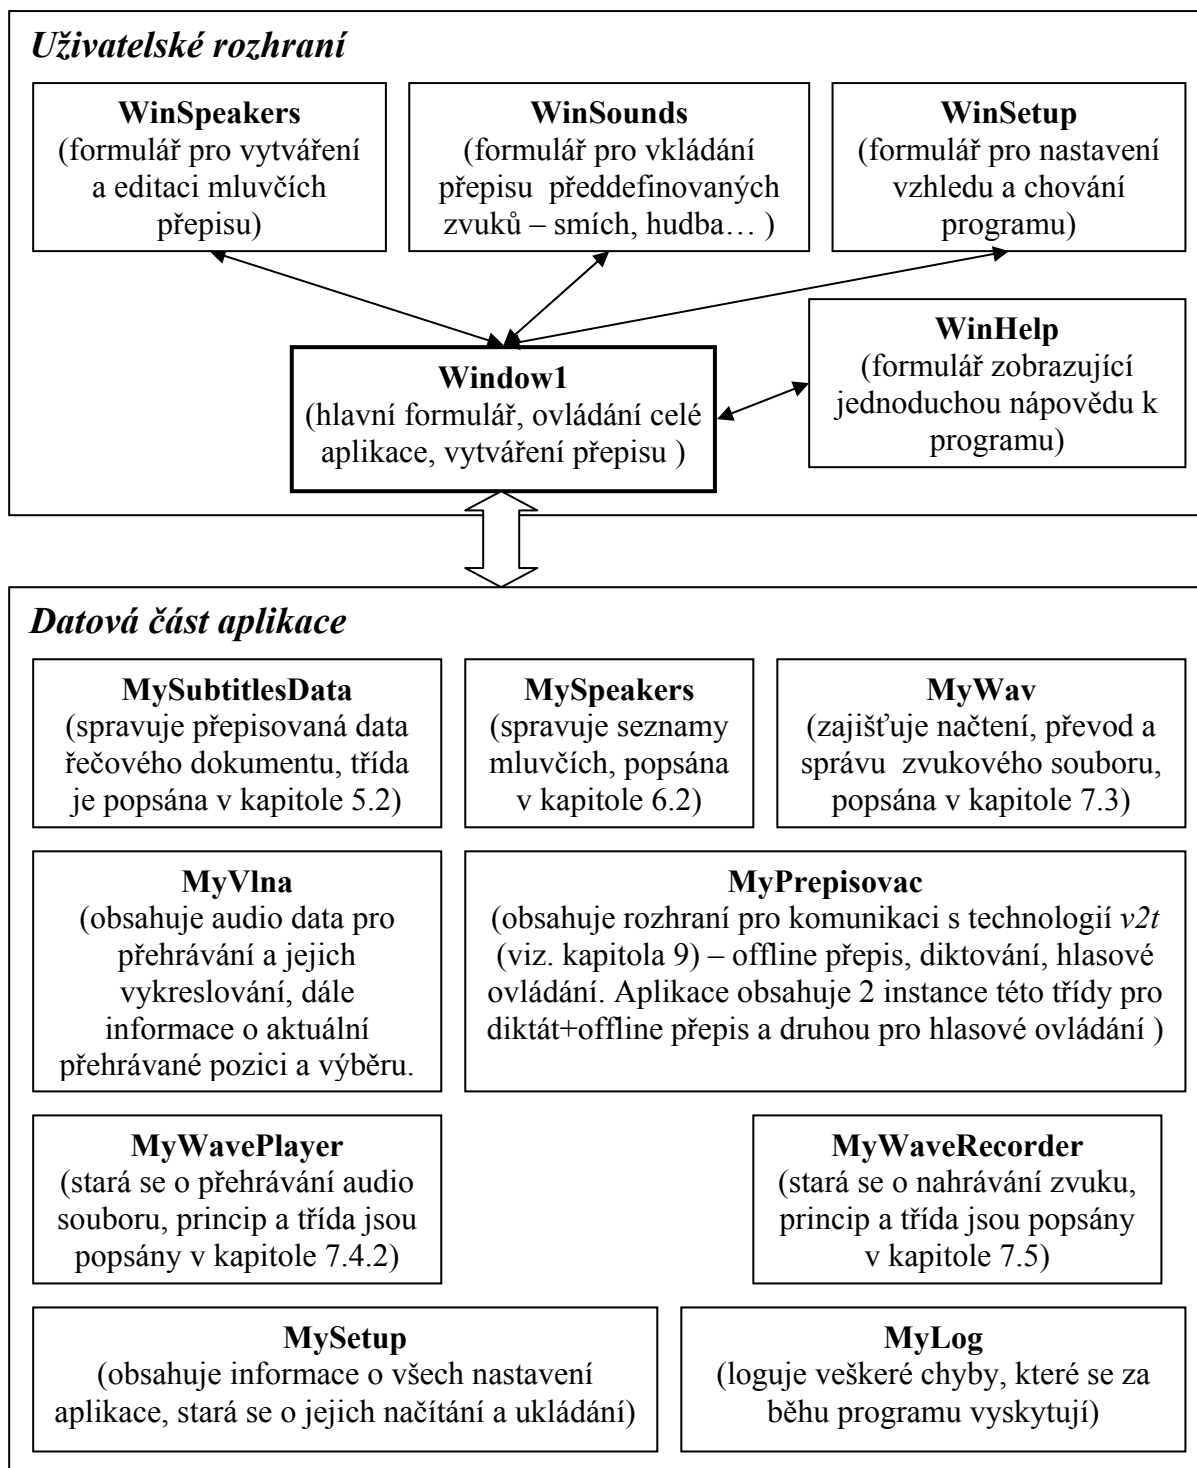 Uživatelské rozhraní
WinSpeakers
(formulář pro vytváření
a editaci mluvčích
přepisu)
WinSounds
(formulář pro vkládání
přepisu předdefinovaných
zvuků – smích, hudba… )
WinSetup
(formulář pro nastavení
vzhledu a chování
programu)
WinHelp
(formulář zobrazující
jednoduchou nápovědu k
programu)
Window1
(hlavní formulář, ovládání celé
aplikace, vytváření přepisu )
Datová část aplikace
MySubtitlesData
(spravuje přepisovaná data
řečového dokumentu, třída
je popsána v kapitole 5.2)
MySpeakers
(spravuje seznamy
mluvčích, popsána
v kapitole 6.2)
MyWav
(zajišťuje načtení, převod a
správu zvukového souboru,
popsána v kapitole 7.3)
MyVlna
(obsahuje audio data pro
přehrávání a jejich
vykreslování, dále
informace o aktuální
přehrávané pozici a výběru.
MyPrepisovac
(obsahuje rozhraní pro komunikaci s technologií v2t
(viz. kapitola 9) – offline přepis, diktování, hlasové
ovládání. Aplikace obsahuje 2 instance této třídy pro
diktát+offline přepis a druhou pro hlasové ovládání )
MyWavePlayer
(stará se o přehrávání audio
souboru, princip a třída jsou
popsány v kapitole 7.4.2)
MyWaveRecorder
(stará se o nahrávání zvuku,
princip a třída jsou popsány
v kapitole 7.5)
MySetup
(obsahuje informace o všech nastavení
aplikace, stará se o jejich načítání a ukládání)
MyLog
(loguje veškeré chyby, které se za
běhu programu vyskytují)